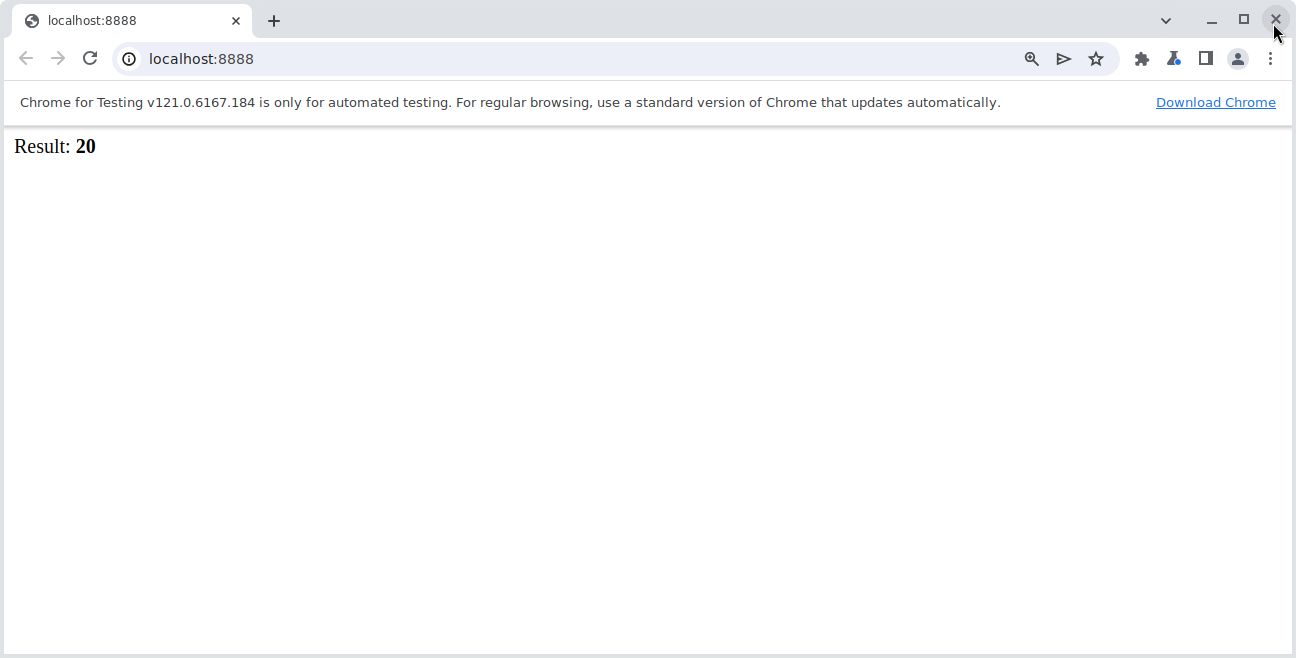 localhost:8888
localhost:8888
Chrome for Testing v121.0.6167.184 is only for automated testing. For regular browsing, use a standard version of Chrome that updates automatically. Download Chrome
Result: 20